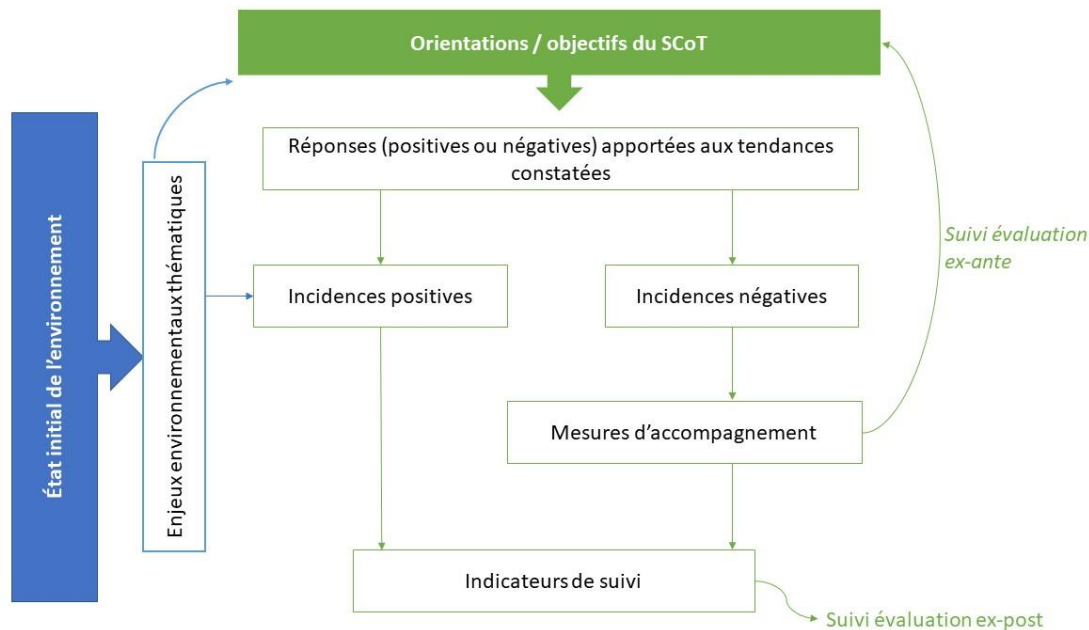 Orientations / objectifs du SCoT
Réponses (positives ou négatives) apportées aux tendances
constatées
État initial de l'environnement
Enjeux environnementaux thématiques
Suivi évaluation
ex-ante
Incidences positives
Incidences négatives
Mesures d'accompagnement
Indicateurs de suivi
Suivi évaluation ex-post